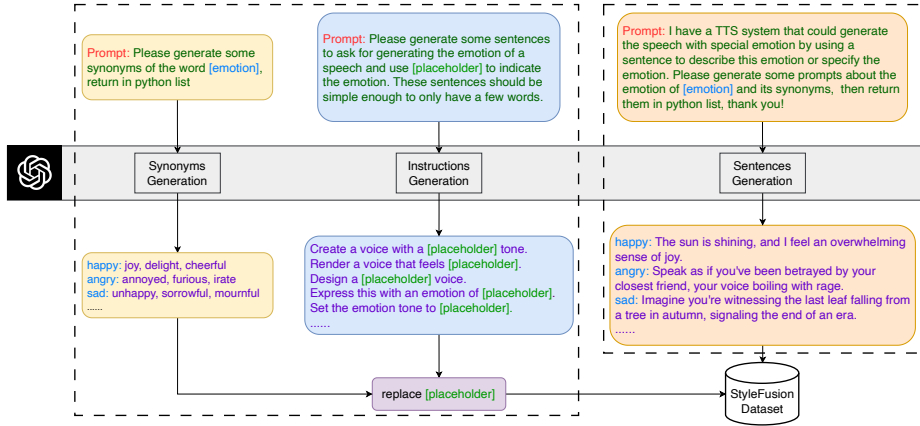 Prompt: Please generate some
synonyms of the word [emotion],
return in python list
Prompt: Please generate some sentences
to ask for generating the emotion of a
speech and use [placeholder] to indicate
the emotion. These sentences should be
simple enough to only have a few words.
Prompt: I have a TTS system that could generate
the speech with special emotion by using a
sentence to describe this emotion or specify the
emotion. Please generate some prompts about the
emotion of [emotion] and its synonyms, then return
them in python list, thank you!
Synonyms
Generation
Instructions
Generation
Sentences
Generation
happy: joy, delight, cheerful
angry: annoyed, furious, irate
sad: unhappy, sorrowful, mournful
......
Create a voice with a [placeholder] tone.
Render a voice that feels [placeholder].
Design a [placeholder] voice.
Express this with an emotion of [placeholder].
Set the emotion tone to [placeholder].
......
happy: The sun is shining, and I feel an overwhelming
sense of joy.
angry: Speak as if you've been betrayed by your
closest friend, your voice boiling with rage.
sad: Imagine you're witnessing the last leaf falling from
a tree in autumn, signaling the end of an era.
......
replace [placeholder]
StyleFusion
Dataset